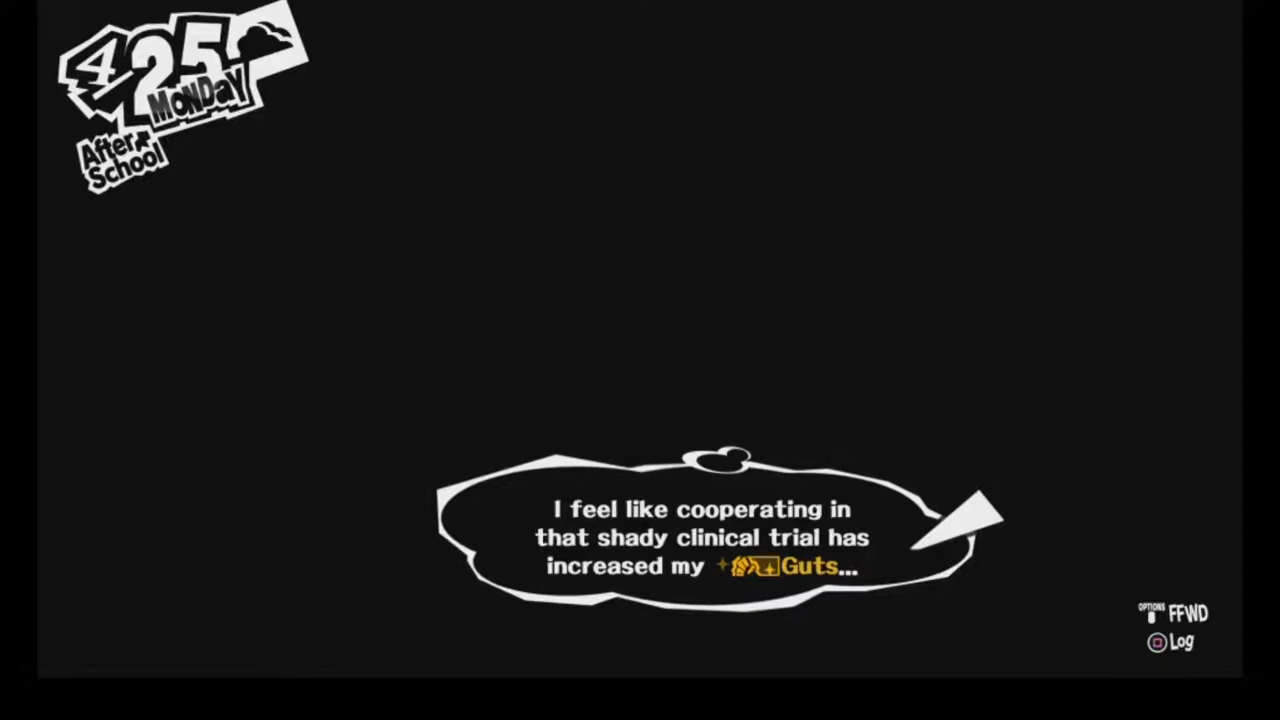 4/25
MonDaY
After
School
I feel like cooperating in
that shady clinical trial has
increased my Guts...
OPTIONS FFWD
Log